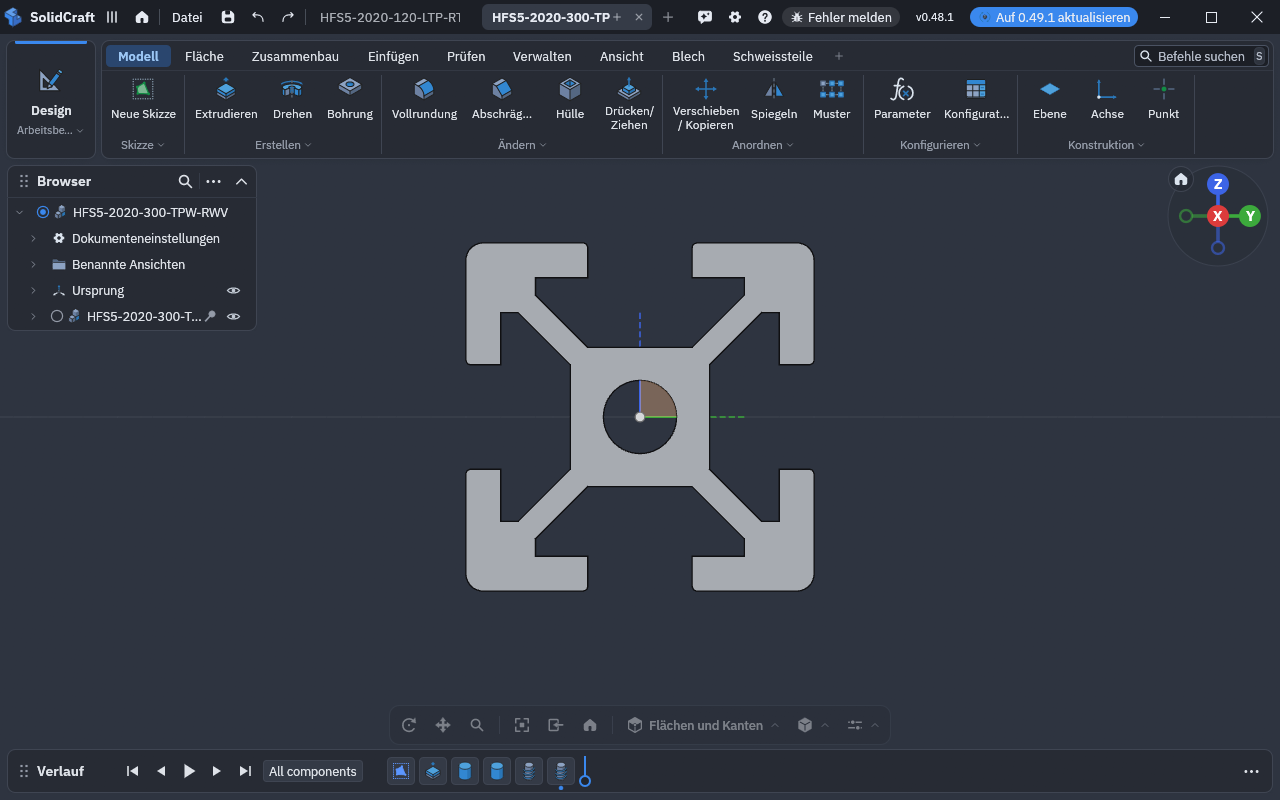 SolidCraft
Datei
HFS5-2020-120-LTP-RT
HFS5-2020-300-TP
Fehler melden
v0.48.1
Auf 0.49.1 aktualisieren
Design
Arbeitsbe...
Modell
Fläche
Zusammenbau
Einfügen
Prüfen
Verwalten
Ansicht
Blech
Schweissteile
Befehle suchen
S
Neue Skizze
Extrudieren
Drehen
Bohrung
Vollrundung
Abschräg...
Hülle
Drücken/
Ziehen
Verschieben
/ Kopieren
Spiegeln
Muster
Parameter
Konfigurat...
Ebene
Achse
Punkt
Skizze
Erstellen
Ändern
Anordnen
Konfigurieren
Konstruktion
Browser
HFS5-2020-300-TPW-RWV
Dokumenteneinstellungen
Benannte Ansichten
Ursprung
HFS5-2020-300-T...
Z
X
Y
Flächen und Kanten
Verlauf
All components